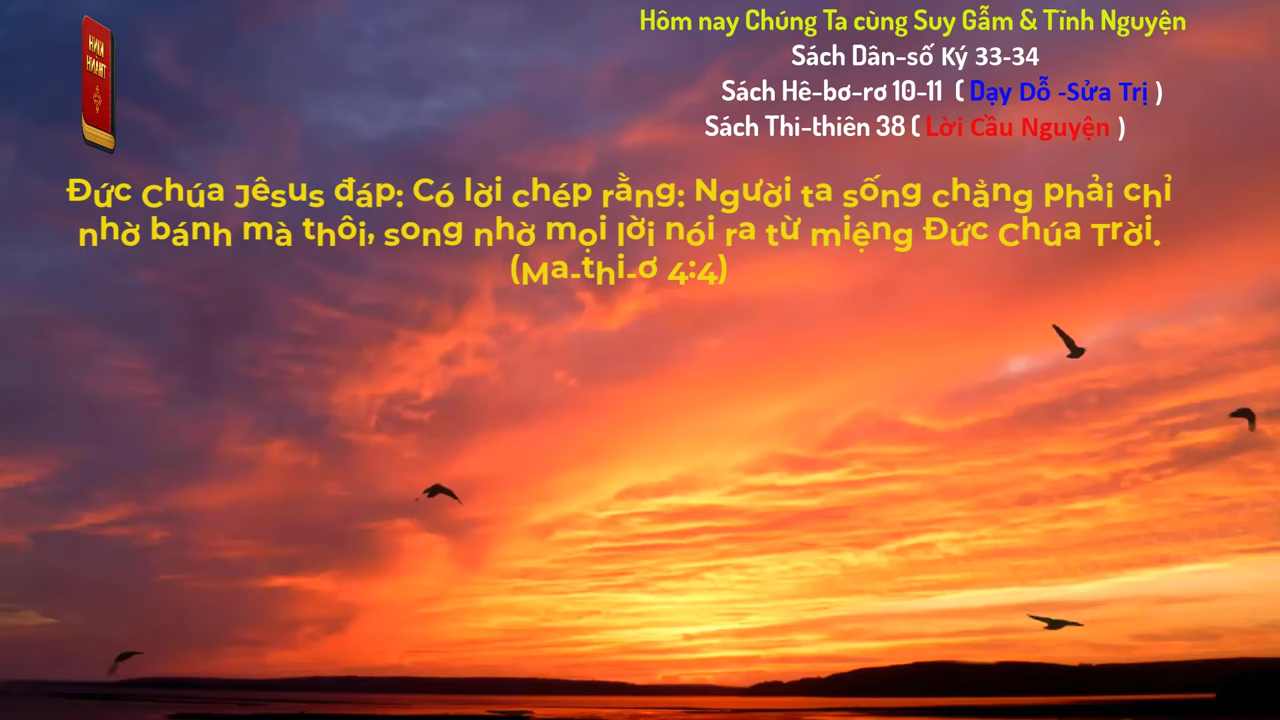 Hôm nay Chúng Ta cùng Suy Gẫm & Tĩnh Nguyện
Sách Dân-số Ký 33-34
Sách Hê-bơ-rơ 10-11 ( Dạy Dỗ -Sửa Trị )
Sách Thi-thiên 38 ( Lời Cầu Nguyện )
KINH
THÁNH
Đức Chúa Jêsus đáp: Có lời chép rằng: Người ta sống chẳng phải chỉ
nhờ bánh mà thôi, song nhờ mọi lời nói ra từ miệng Đức Chúa Trời.
(Ma-thi-ơ 4:4)